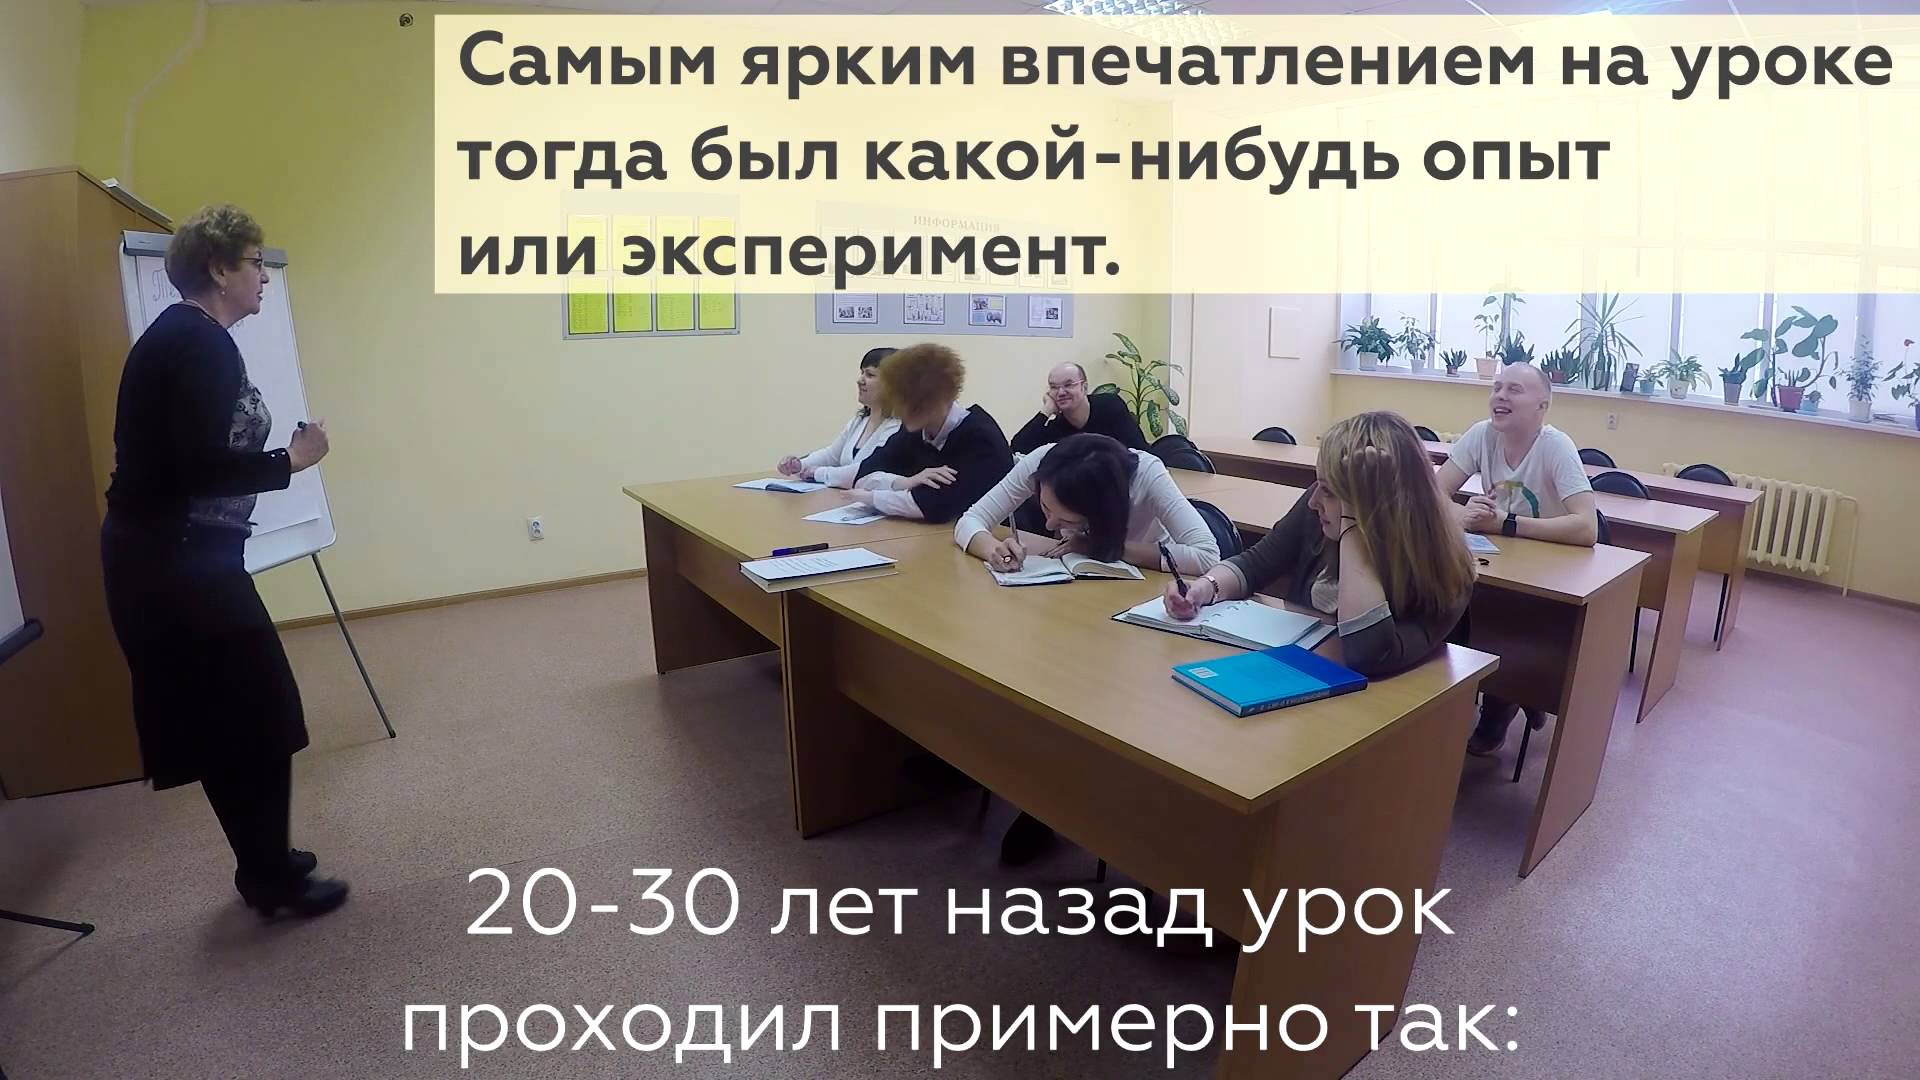 Самым ярким впечатлением на уроке
тогда был какой-нибудь опыт
или эксперимент.
ИНФОРМАЦИЯ
20-30 лет назад урок
проходил примерно так: